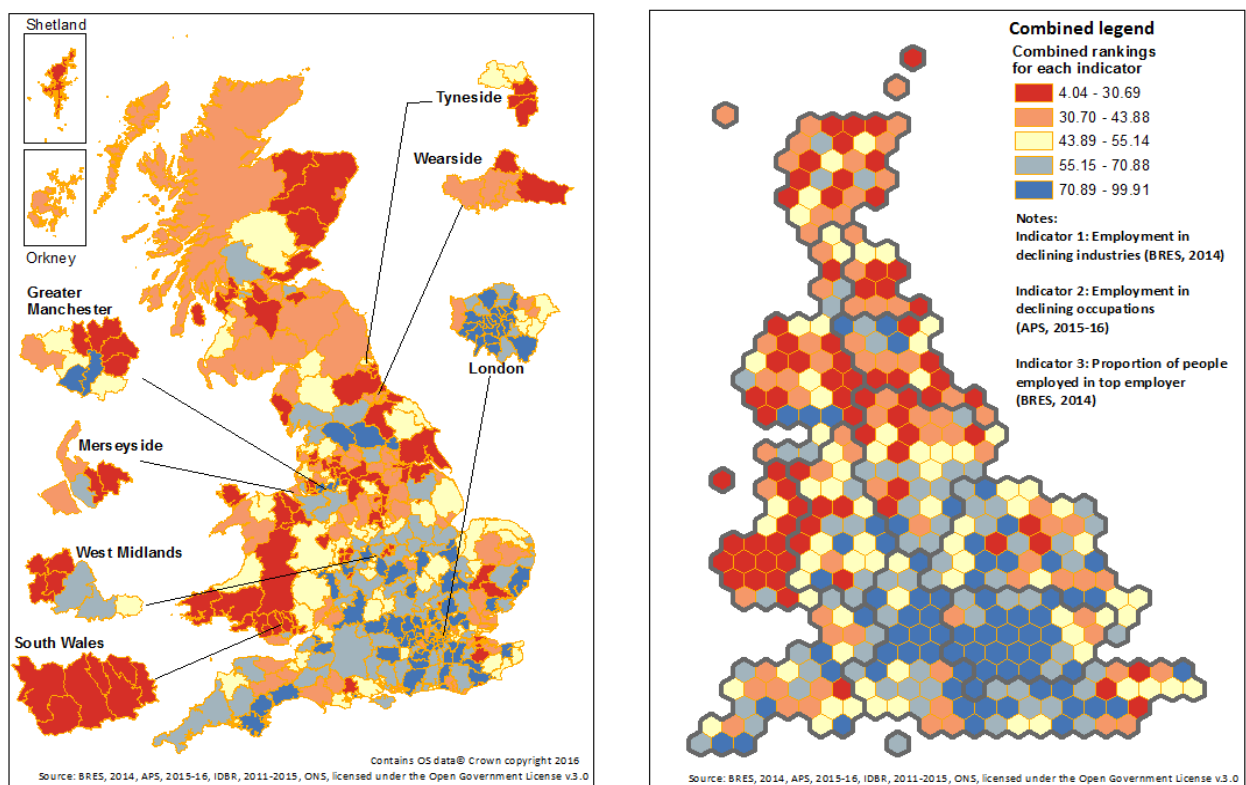 Shetland
Orkney
Tyneside
Wearside
Greater
Manchester
London
Merseyside
West Midlands
South Wales
Contains OS data© Crown copyright 2016
Source: BRES, 2014, APS, 2015-16, IDBR, 2011-2015, ONS, licensed under the Open Government License v.3.0
Combined legend
Combined rankings
for each indicator
4.04 - 30.69
30.70 - 43.88
43.89 - 55.14
55.15 - 70.88
70.89 - 99.91
Notes:
Indicator 1: Employment in
declining industries (BRES, 2014)
Indicator 2: Employment in
declining occupations
(APS, 2015-16)
Indicator 3: Proportion of people
employed in top employer
(BRES, 2014)
Source: BRES, 2014, APS, 2015-16, IDBR, 2011-2015, ONS, licensed under the Open Government License v.3.0